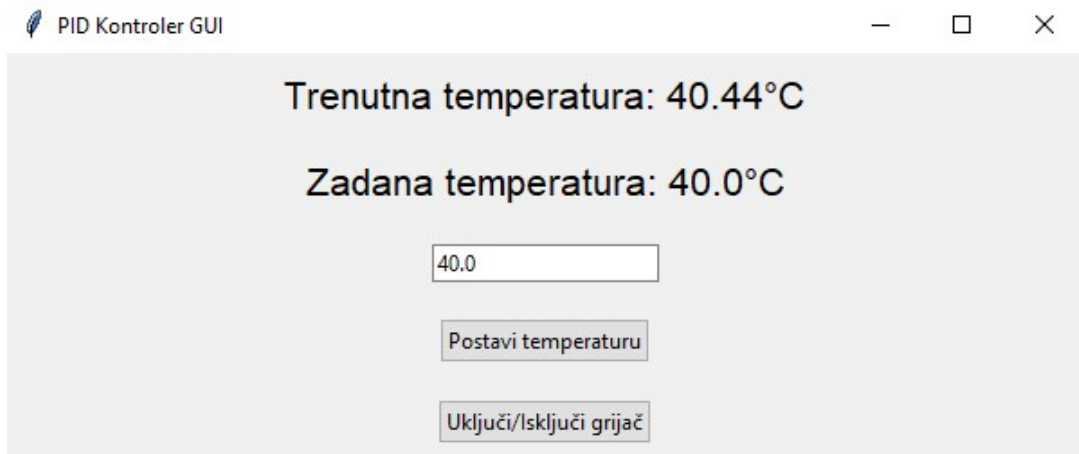 PID Kontroler GUI
Trenutna temperatura: 40.44°C
Zadana temperatura: 40.0°C
40.0
Postavi temperaturu
Uključi/Isključi grijač